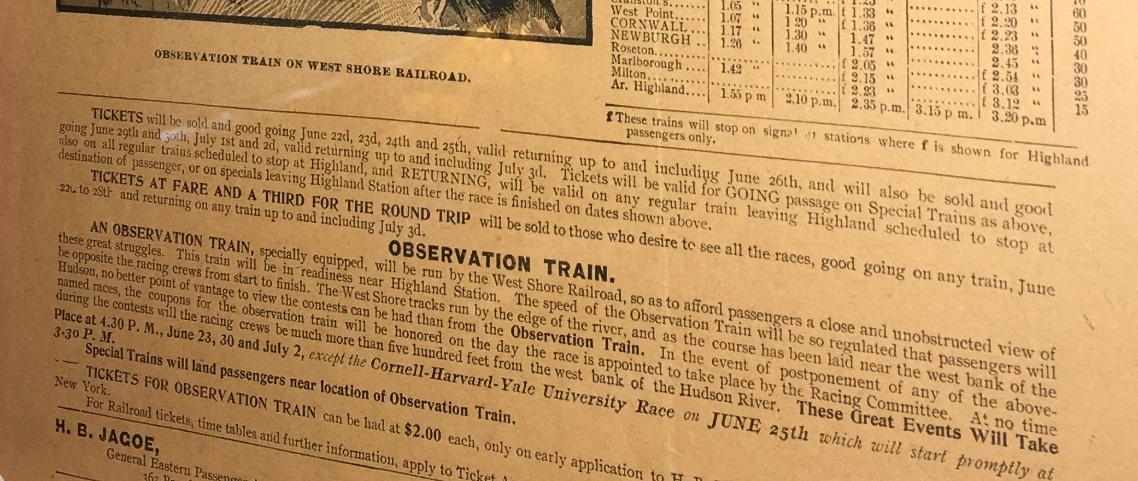 West Point..... 1.07 " 1.15 p.m. f 1.33 f 2.20 " 60
CORNWALL.... 1.17 " 1.20 " f 1.36 f 2.23 " 50
NEWBURGH.. 1.26 " 1.30 " 1.47 2.36 " 50
Roseton......... 1.40 " 1.57 2.45 " 40
Marlborough.... 1.42 " f 2.05 f 2.54 " 30
Milton........... f 2.15 f 3.03 " 30
f 2.23 f 3.12 " 25
Ar. Highland.... 1.55 p m 2.10 p.m. 2.35 p.m. 3.15 p m. 3.20 p.m 15
OBSERVATION TRAIN ON WEST SHORE RAILROAD.
f These trains will stop on signal at stations where f is shown for Highland
passengers only.
TICKETS will be sold and good going June 22d, 23d, 24th and 25th, valid returning up to and including June 26th, and will also be sold and good
going June 29th and 30th, July 1st and 2d, valid returning up to and including July 3d. Tickets will be valid for GOING passage on Special Trains as above,
also on all regular trains scheduled to stop at Highland, and RETURNING, will be valid on any regular train leaving Highland scheduled to stop at
destination of passenger, or on specials leaving Highland Station after the race is finished on dates shown above.
TICKETS AT FARE AND A THIRD FOR THE ROUND TRIP will be sold to those who desire to see all the races, good going on any train, June
22d to 28th and returning on any train up to and including July 3d.
OBSERVATION TRAIN.
AN OBSERVATION TRAIN, specially equipped, will be run by the West Shore Railroad, so as to afford passengers a close and unobstructed view of
these great struggles. This train will be in readiness near Highland Station. The speed of the Observation Train will be so regulated that passengers will
be opposite the racing crews from start to finish. The West Shore tracks run by the edge of the river, and as the course has been laid near the west bank of the
Hudson, no better point of vantage to view the contests can be had than from the Observation Train. In the event of postponement of any of the above-
named races, the coupons for the observation train will be honored on the day the race is appointed to take place by the Racing Committee. At no time
during the contests will the racing crews be much more than five hundred feet from the west bank of the Hudson River. These Great Events Will Take
Place at 4.30 P. M., June 23, 30 and July 2, except the Cornell-Harvard-Yale University Race on JUNE 25th which will start promptly at
3.30 P. M.
Special Trains will land passengers near location of Observation Train.
TICKETS FOR OBSERVATION TRAIN can be had at $2.00 each, only on early application to H. B.
New York.
For Railroad tickets, time tables and further information, apply to Ticket
H. B. JAGOE,
General Eastern